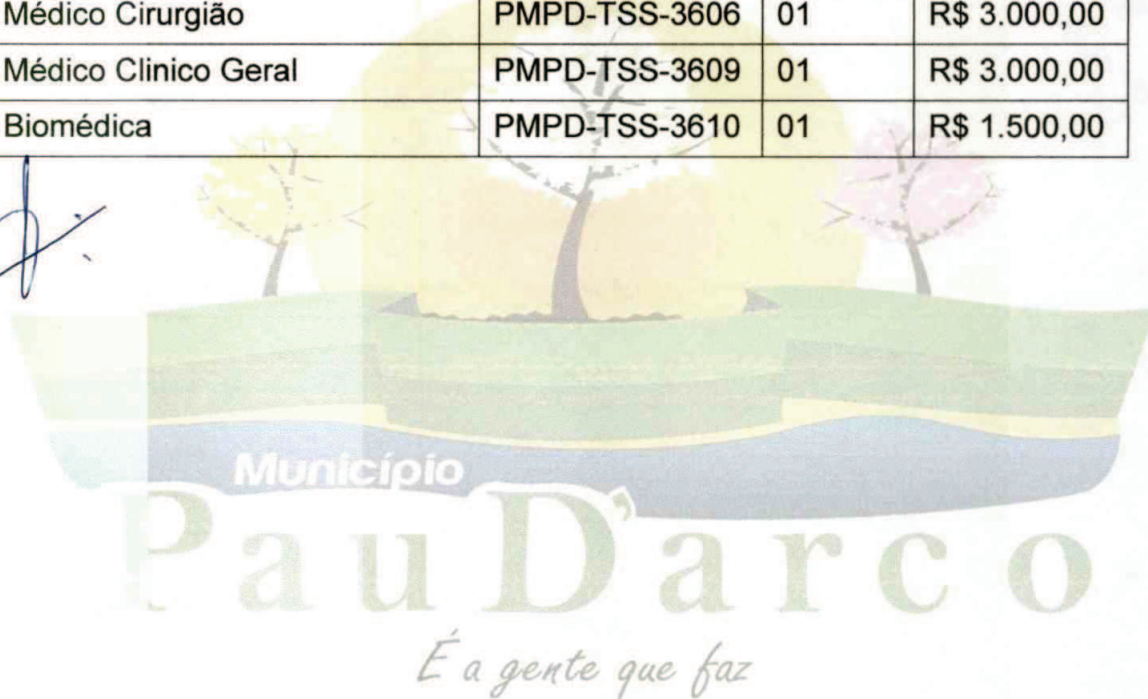 Médico Cirurgião PMPD-TSS-3606 01 R$ 3.000,00
Médico Clinico Geral PMPD-TSS-3609 01 R$ 3.000,00
Biomédica PMPD-TSS-3610 01 R$ 1.500,00
Município
Pau D'arco
É a gente que faz